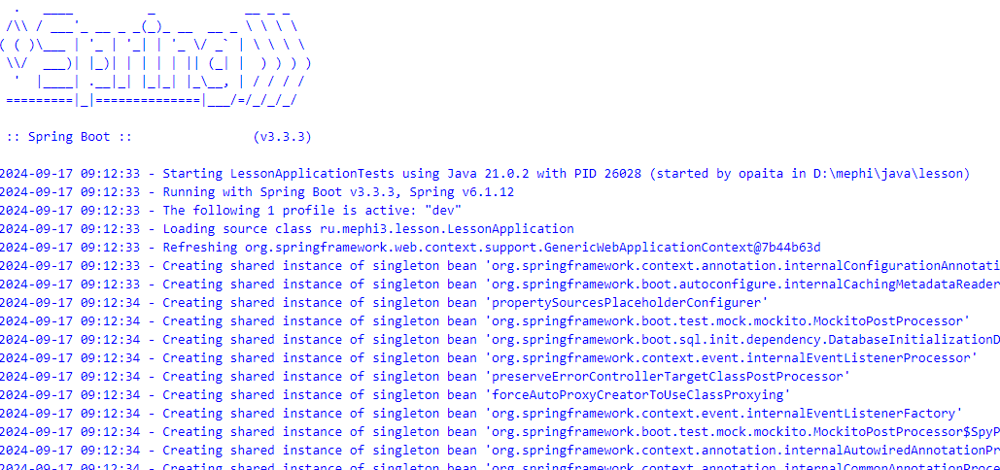 .   ____          _            __ _ _
 /\\ / ___'_ __ _ _(_)_ __  __ _ \ \ \ \
( ( )\___ | '_ | '_| | '_ \/ _` | \ \ \ \
 \\/  ___)| |_)| | | | | || (_| |  ) ) ) )
  '  |____| .__|_| |_|_| |_\__, | / / / /
 =========|_|==============|___/=/_/_/_/
:: Spring Boot ::                (v3.3.3)
2024-09-17 09:12:33 - Starting LessonApplicationTests using Java 21.0.2 with PID 26028 (started by opaita in D:\mephi\java\lesson)
2024-09-17 09:12:33 - Running with Spring Boot v3.3.3, Spring v6.1.12
2024-09-17 09:12:33 - The following 1 profile is active: "dev"
2024-09-17 09:12:33 - Loading source class ru.mephi3.lesson.LessonApplication
2024-09-17 09:12:33 - Refreshing org.springframework.web.context.support.GenericWebApplicationContext@7b44b63d
2024-09-17 09:12:33 - Creating shared instance of singleton bean 'org.springframework.context.annotation.internalConfigurationAnnotati
2024-09-17 09:12:33 - Creating shared instance of singleton bean 'org.springframework.boot.autoconfigure.internalCachingMetadataReader
2024-09-17 09:12:34 - Creating shared instance of singleton bean 'propertySourcesPlaceholderConfigurer'
2024-09-17 09:12:34 - Creating shared instance of singleton bean 'org.springframework.boot.test.mock.mockito.MockitoPostProcessor'
2024-09-17 09:12:34 - Creating shared instance of singleton bean 'org.springframework.boot.sql.init.dependency.DatabaseInitializationD
2024-09-17 09:12:34 - Creating shared instance of singleton bean 'org.springframework.context.event.internalEventListenerProcessor'
2024-09-17 09:12:34 - Creating shared instance of singleton bean 'preserveErrorControllerTargetClassPostProcessor'
2024-09-17 09:12:34 - Creating shared instance of singleton bean 'forceAutoProxyCreatorToUseClassProxying'
2024-09-17 09:12:34 - Creating shared instance of singleton bean 'org.springframework.context.event.internalEventListenerFactory'
2024-09-17 09:12:34 - Creating shared instance of singleton bean 'org.springframework.boot.test.mock.mockito.MockitoPostProcessor$SpyP
2024-09-17 09:12:34 - Creating shared instance of singleton bean 'org.springframework.context.annotation.internalAutowiredAnnotationPr
2024-09-17 09:12:34 - Creating shared instance of singleton bean 'org.springframework.context.annotation.internalCommonAnnotationProce